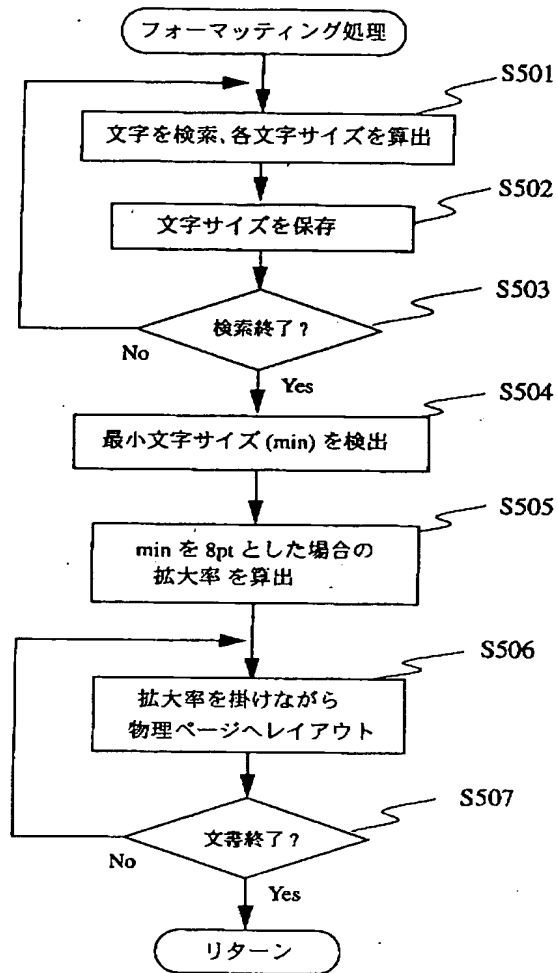 フォーマッティング処理
S501
文字を検索、各文字サイズを算出
S502
文字サイズを保存
S503
検索終了?
No
Yes
S504
最小文字サイズ (min) を検出
S505
min を 8pt とした場合の
拡大率 を算出
S506
拡大率を掛けながら
物理ページへレイアウト
S507
文書終了?
No
Yes
リターン